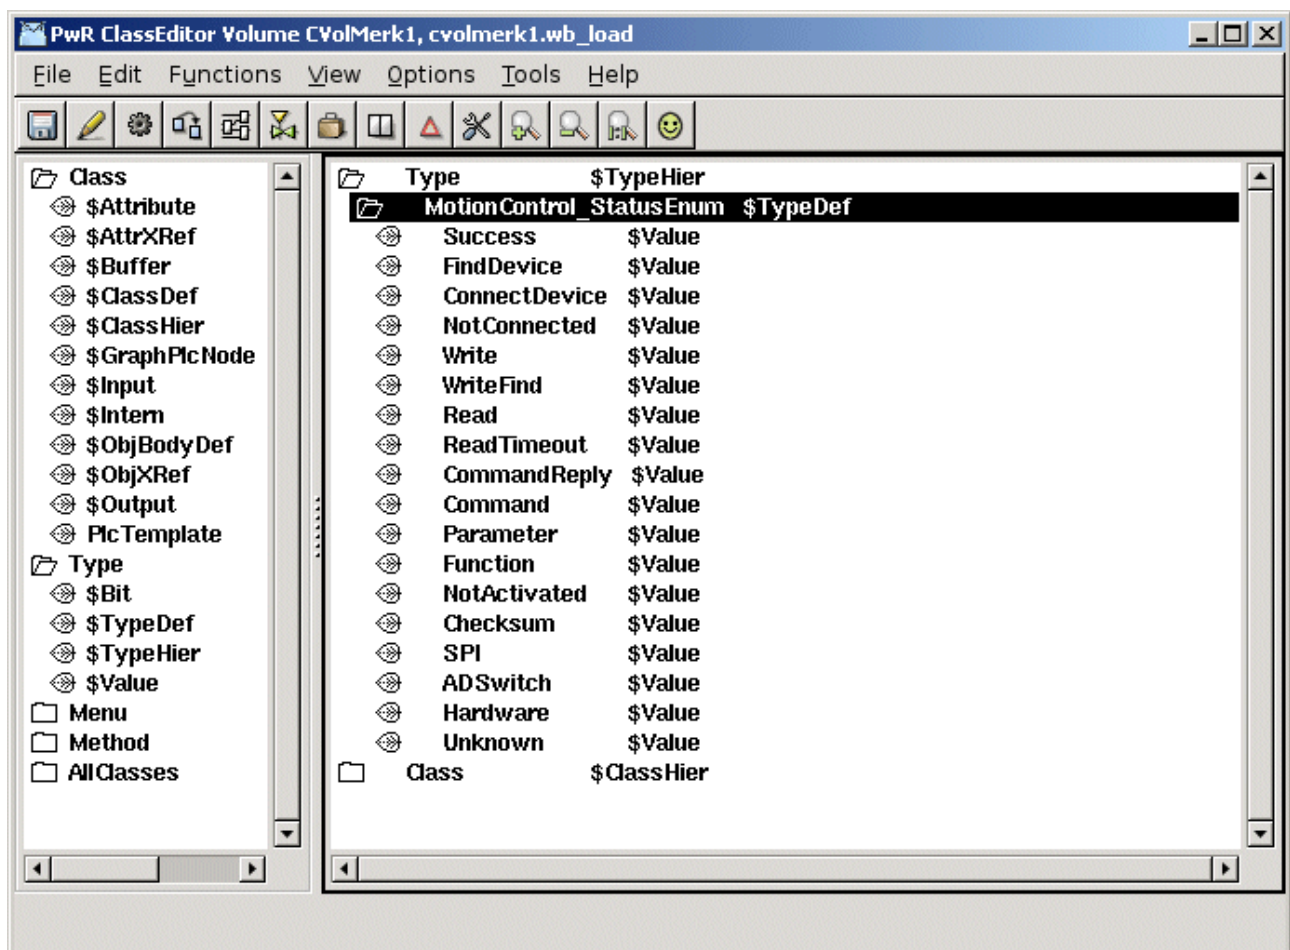 PwR ClassEditor Volume CVolMerk1, cvolmerk1.wb_load
File Edit Functions View Options Tools Help
Class
$Attribute
$AttrXRef
$Buffer
$ClassDef
$ClassHier
$GraphPlcNode
$Input
$Intern
$ObjBodyDef
$ObjXRef
$Output
PlcTemplate
Type
$Bit
$TypeDef
$TypeHier
$Value
Menu
Method
AllClasses
Type $TypeHier
MotionControl_StatusEnum $TypeDef
Success $Value
FindDevice $Value
ConnectDevice $Value
NotConnected $Value
Write $Value
WriteFind $Value
Read $Value
ReadTimeout $Value
CommandReply $Value
Command $Value
Parameter $Value
Function $Value
NotActivated $Value
Checksum $Value
SPI $Value
ADSwitch $Value
Hardware $Value
Unknown $Value
Class $ClassHier